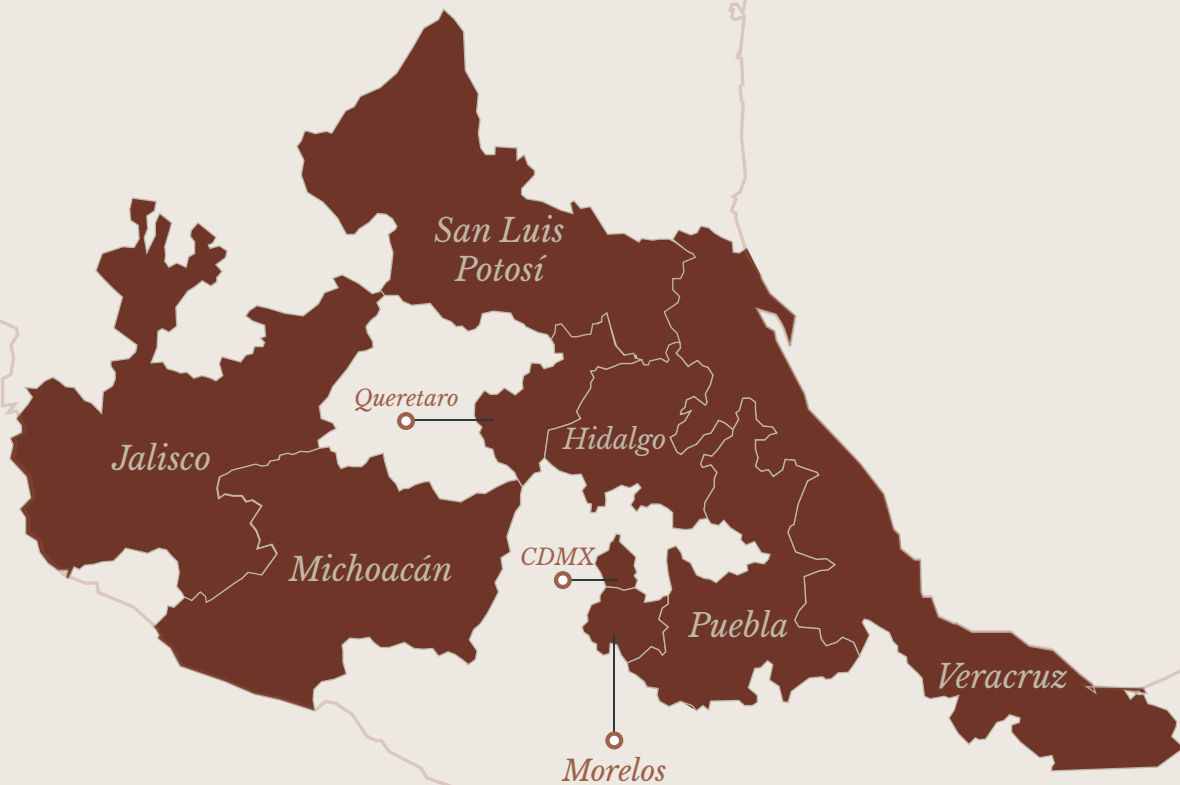 San Luis
Potosí
Queretaro
Hidalgo
Jalisco
CDMX
Michoacán
Puebla
Veracruz
Morelos